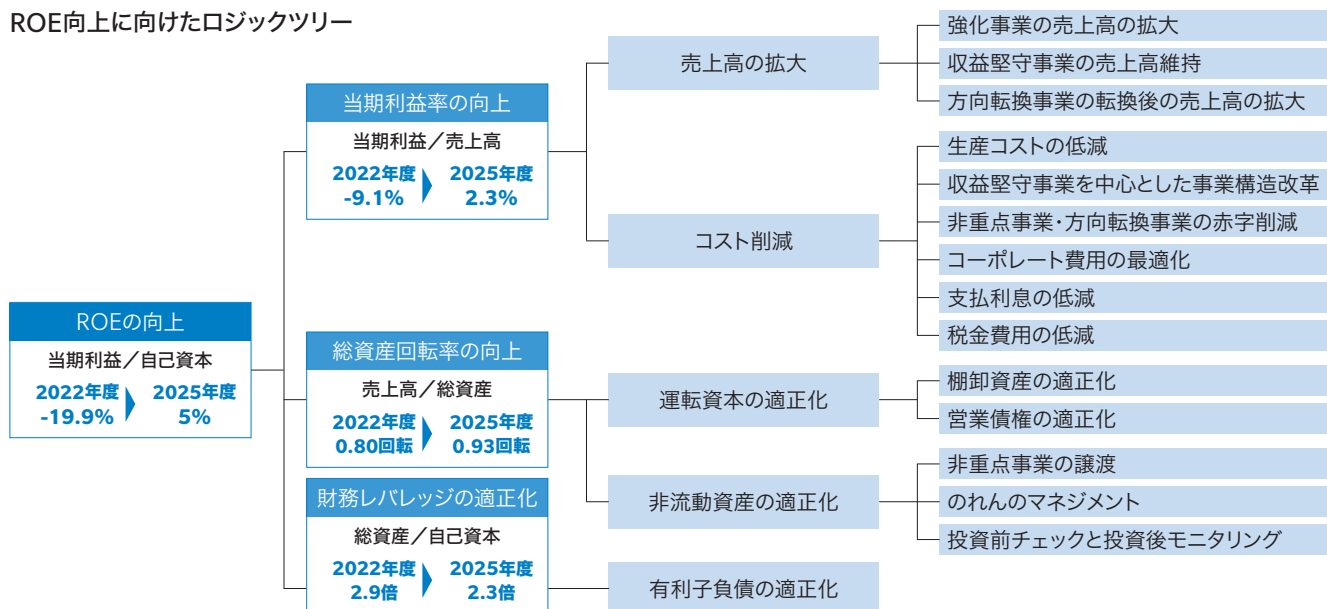 ROE向上に向けたロジックツリー
ROEの向上
当期利益／自己資本
2022年度 2025年度
-19.9% 5%
当期利益率の向上
当期利益／売上高
2022年度 2025年度
-9.1% 2.3%
総資産回転率の向上
売上高／総資産
2022年度 2025年度
0.80回転 0.93回転
財務レバレッジの適正化
総資産／自己資本
2022年度 2025年度
2.9倍 2.3倍
売上高の拡大
コスト削減
運転資本の適正化
非流動資産の適正化
有利子負債の適正化
強化事業の売上高の拡大
収益堅守事業の売上高維持
方向転換事業の転換後の売上高の拡大
生産コストの低減
収益堅守事業を中心とした事業構造改革
非重点事業・方向転換事業の赤字削減
コーポレート費用の最適化
支払利息の低減
税金費用の低減
棚卸資産の適正化
営業債権の適正化
非重点事業の譲渡
のれんのマネジメント
投資前チェックと投資後モニタリング